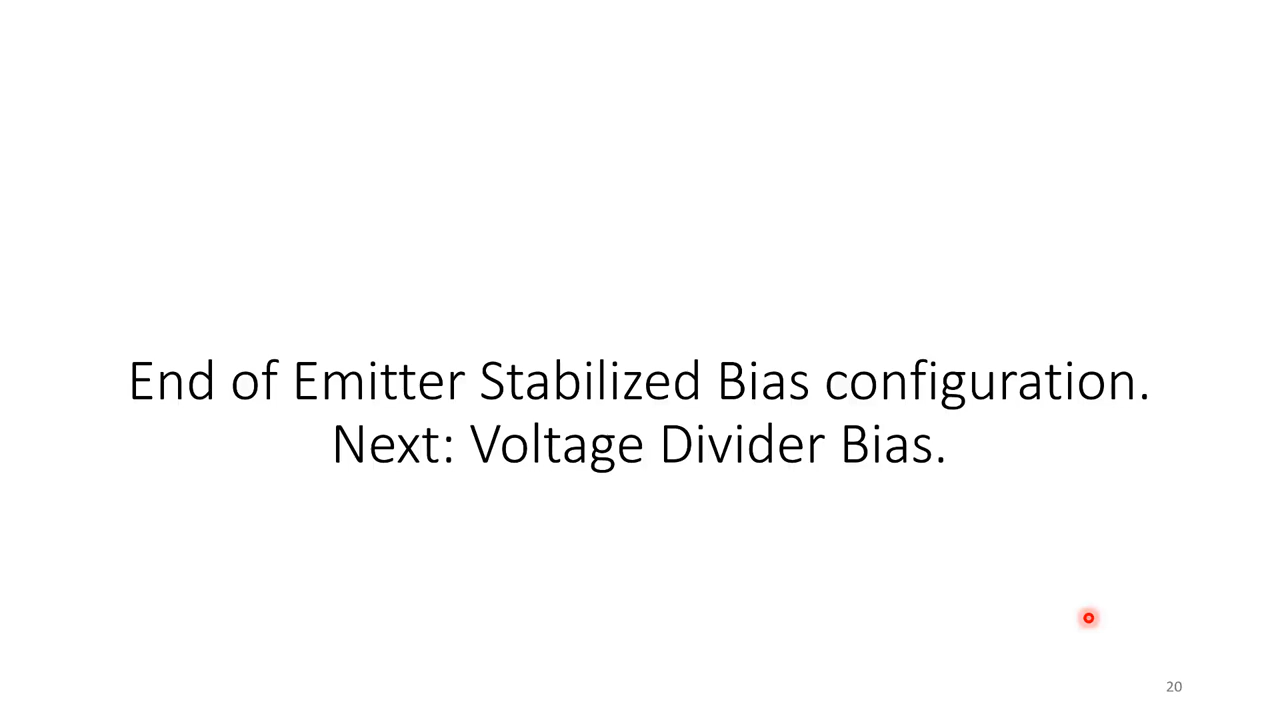 End of Emitter Stabilized Bias configuration.
Next: Voltage Divider Bias.
20